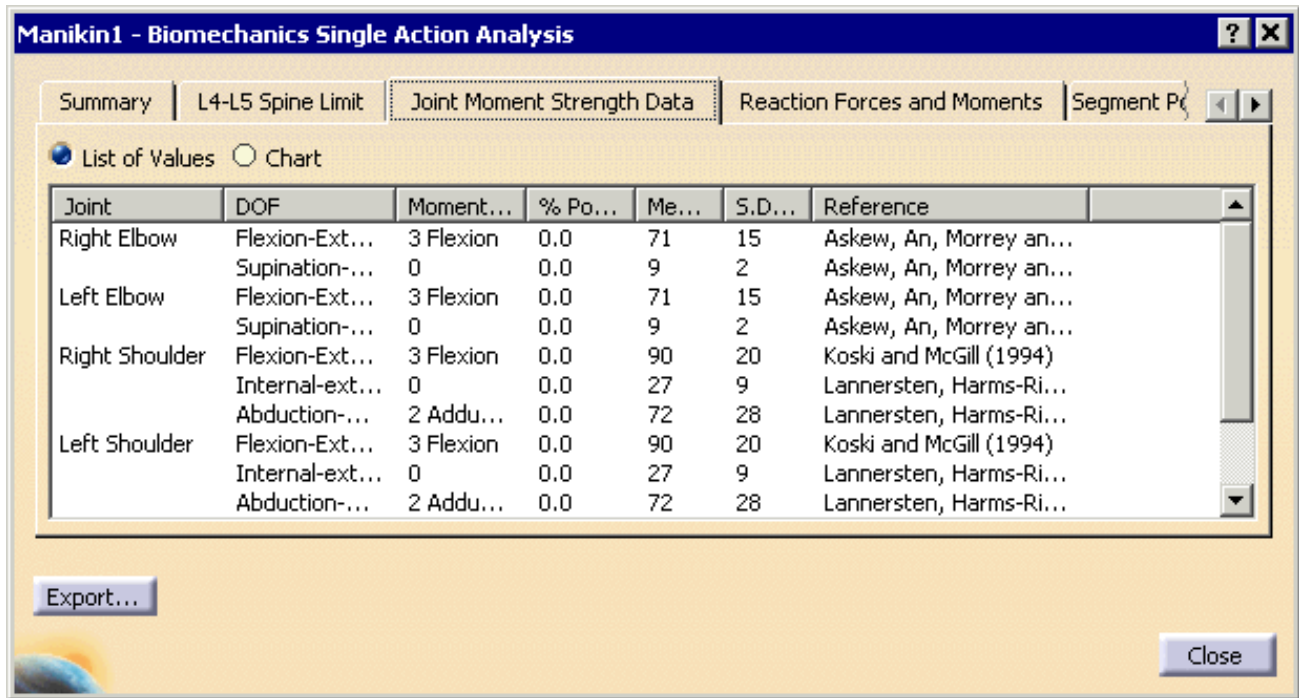 Manikin1 - Biomechanics Single Action Analysis
Summary L4-L5 Spine Limit Joint Moment Strength Data Reaction Forces and Moments Segment
List of Values Chart
Joint DOF Moment... % Po... Me... S.D... Reference
Right Elbow Flexion-Ext... 3 Flexion 0.0 71 15 Askew, An, Morrey an...
Supination-... 0 0.0 9 2 Askew, An, Morrey an...
Left Elbow Flexion-Ext... 3 Flexion 0.0 71 15 Askew, An, Morrey an...
Supination-... 0 0.0 9 2 Askew, An, Morrey an...
Right Shoulder Flexion-Ext... 3 Flexion 0.0 90 20 Koski and McGill (1994)
Internal-ext... 0 0.0 27 9 Lannersten, Harms-Ri...
Abduction-... 2 Addu... 0.0 72 28 Lannersten, Harms-Ri...
Left Shoulder Flexion-Ext... 3 Flexion 0.0 90 20 Koski and McGill (1994)
Internal-ext... 0 0.0 27 9 Lannersten, Harms-Ri...
Abduction-... 2 Addu... 0.0 72 28 Lannersten, Harms-Ri...
Export...
Close